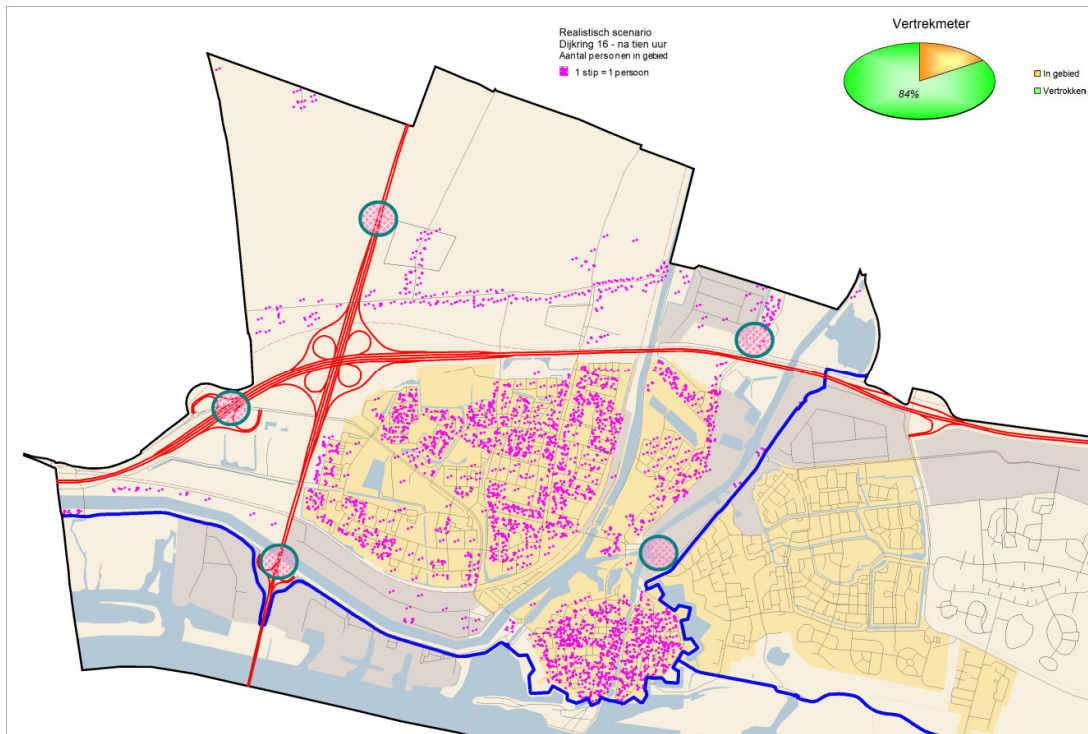 Realistisch scenario
Dijkring 16 - na tien uur
Aantal personen in gebied
1 stip = 1 persoon
Vertrekmeter
84%
In gebied
Vertrokken